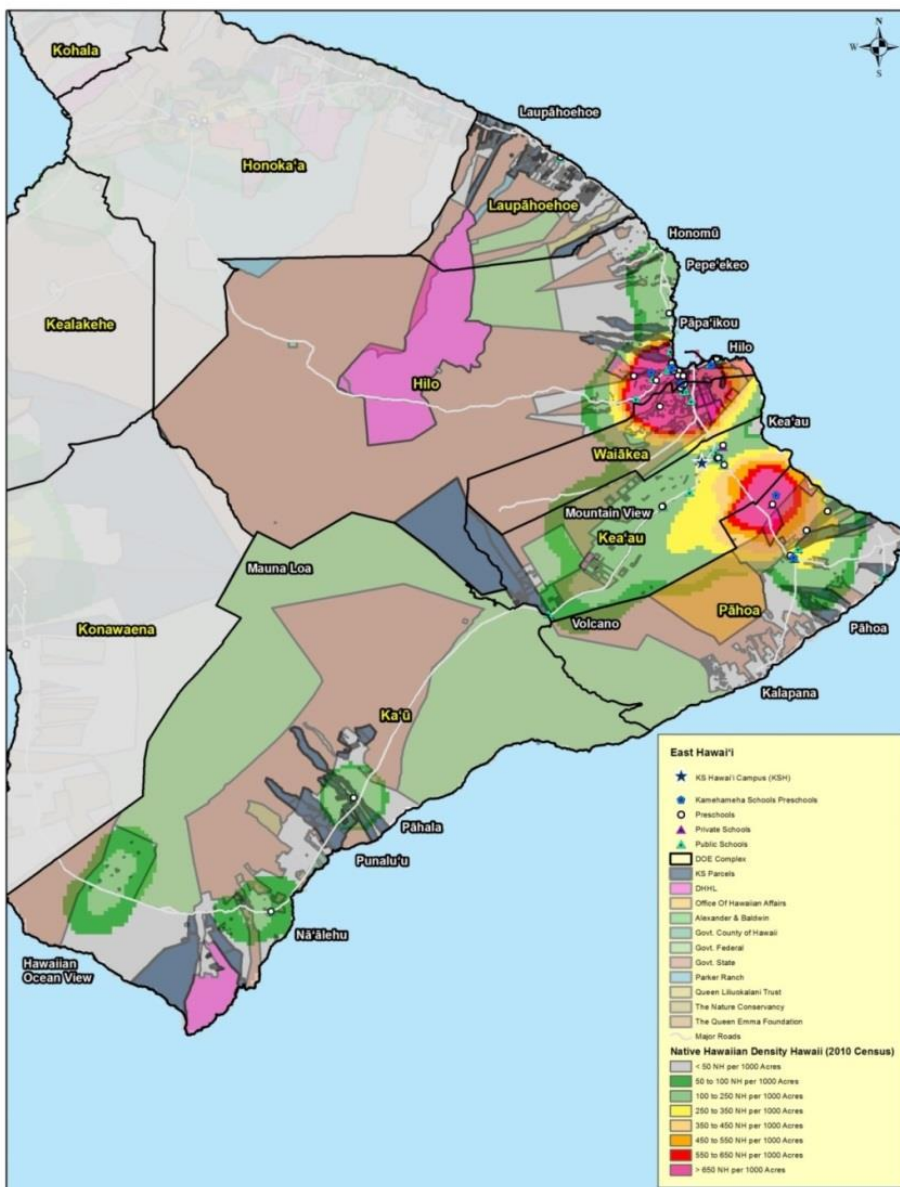 N
W
S
Kohala
Laupāhoehoe
Honoka'a
Laupāhoehoe
Honomū
Pepe'ekeo
Kealakehe
Pāpa'ikou
Hilo
Hilo
Kea'au
Waiākea
Mountain View
Kea'au
Mauna Loa
Pāhoa
Konawaena
Volcano
Pāhoa
Kalapana
Ka'ū
Pāhala
Punalu'u
Nā'ālehu
Hawaiian
Ocean View
East Hawai'i
KS Hawai'i Campus (KSH)
Kamehameha Schools Preschools
Preschools
Private Schools
Public Schools
DOE Complex
KS Parcels
DHHL
Office Of Hawaiian Affairs
Alexander & Baldwin
Govt. County of Hawaii
Govt. Federal
Govt. State
Parker Ranch
Queen Liliuokalani Trust
The Nature Conservancy
The Queen Emma Foundation
Major Roads
Native Hawaiian Density Hawaii (2010 Census)
< 50 NH per 1000 Acres
50 to 100 NH per 1000 Acres
100 to 250 NH per 1000 Acres
250 to 350 NH per 1000 Acres
350 to 450 NH per 1000 Acres
450 to 550 NH per 1000 Acres
550 to 650 NH per 1000 Acres
> 650 NH per 1000 Acres